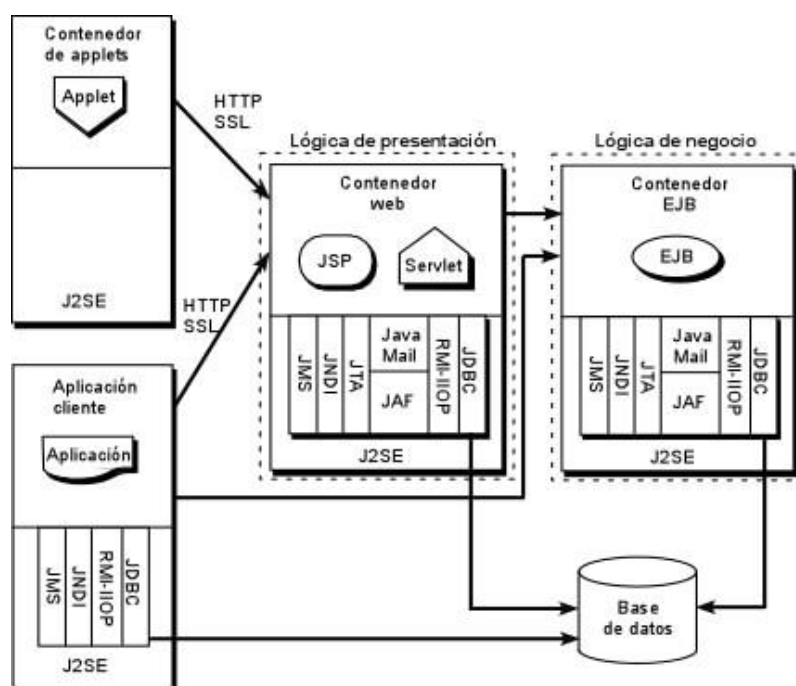 Contenedor
de applets
Applet
J2SE
HTTP
SSL
HTTP
SSL
Aplicación
cliente
Aplicación
JMS
JNDI
RMI-IIOP
JDBC
J2SE
Lógica de presentación
Contenedor
web
JSP
Servlet
JMS
JNDI
JTA
Java
Mail
JAF
RMI-IIOP
JDBC
J2SE
Lógica de negocio
Contenedor
EJB
EJB
JMS
JNDI
JTA
Java
Mail
JAF
RMI-IIOP
JDBC
J2SE
Base
de datos